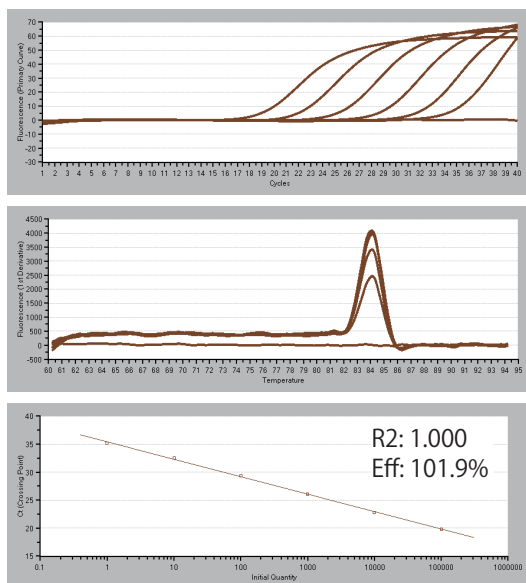 70
60
50
40
30
20
10
0
-10
-20
-30
Fluorescence (Primary Curve)
1 2 3 4 5 6 7 8 9 10 11 12 13 14 15 16 17 18 19 20 21 22 23 24 25 26 27 28 29 30 31 32 33 34 35 36 37 38 39 40
Cycles
4500
4000
3500
3000
2500
2000
1500
1000
500
0
-500
Fluorescence (1 st Derivative)
60 61 62 63 64 65 66 67 68 69 70 71 72 73 74 75 76 77 78 79 80 81 82 83 84 85 86 87 88 89 90 91 92 93 94 95
Temperature
40
35
30
25
20
15
Ct (Crossing Point)
R2: 1.000
Eff: 101.9%
0.1 1 10 100 1000 10000 100000 1000000
Initial Quantity